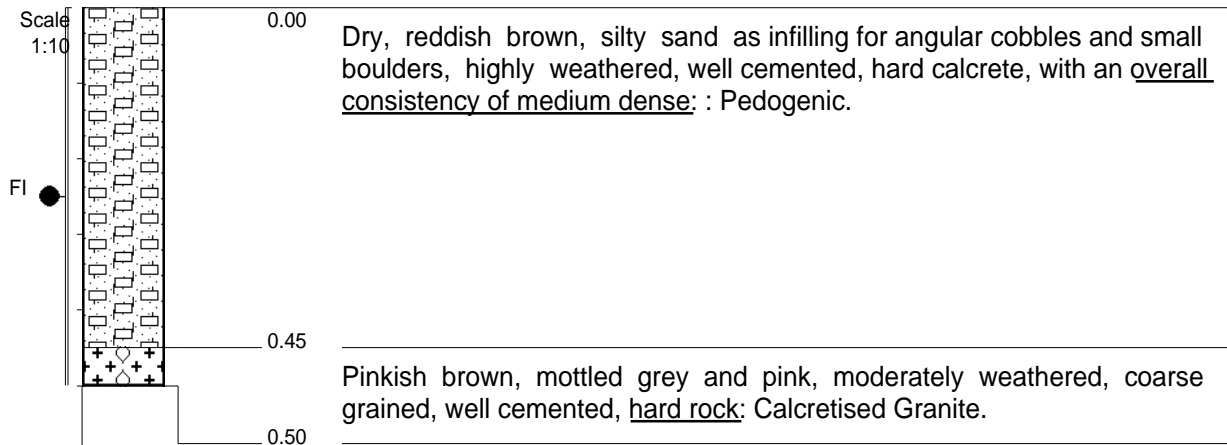 Scale
1:10
0.00
Dry, reddish brown, silty sand as infilling for angular cobbles and small
boulders, highly weathered, well cemented, hard calcrete, with an overall
consistency of medium dense: : Pedogenic.
FI
0.45
Pinkish brown, mottled grey and pink, moderately weathered, coarse
grained, well cemented, hard rock: Calcretised Granite.
0.50